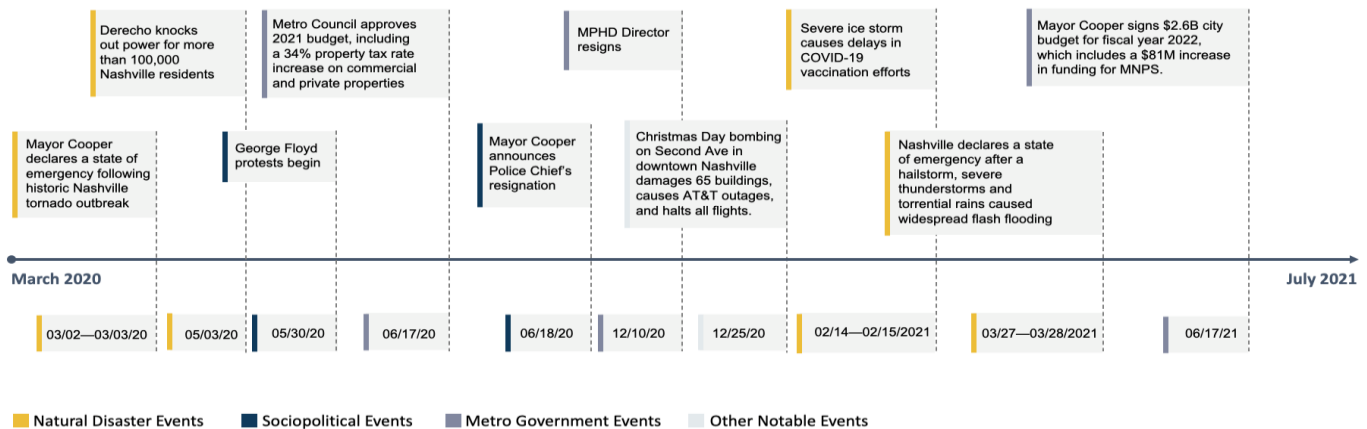 Derecho knocks
out power for more
than 100,000
Nashville residents
Metro Council approves
2021 budget, including
a 34% property tax rate
increase on commercial
and private properties
MPHD Director
resigns
Severe ice storm
causes delays in
COVID-19
vaccination efforts
Mayor Cooper signs $2.6B city
budget for fiscal year 2022,
which includes a $81M increase
in funding for MNPS.
Mayor Cooper
declares a state of
emergency following
historic Nashville
tornado outbreak
George Floyd
protests begin
Mayor Cooper
announces
Police Chief's
resignation
Christmas Day bombing
on Second Ave in
downtown Nashville
damages 65 buildings,
causes AT&T outages,
and halts all flights.
Nashville declares a state
of emergency after a
hailstorm, severe
thunderstorms and
torrential rains caused
widespread flash flooding
March 2020
July 2021
03/02—03/03/20
05/03/20
05/30/20
06/17/20
06/18/20
12/10/20
12/25/20
02/14—02/15/2021
03/27—03/28/2021
06/17/21
Natural Disaster Events
Sociopolitical Events
Metro Government Events
Other Notable Events